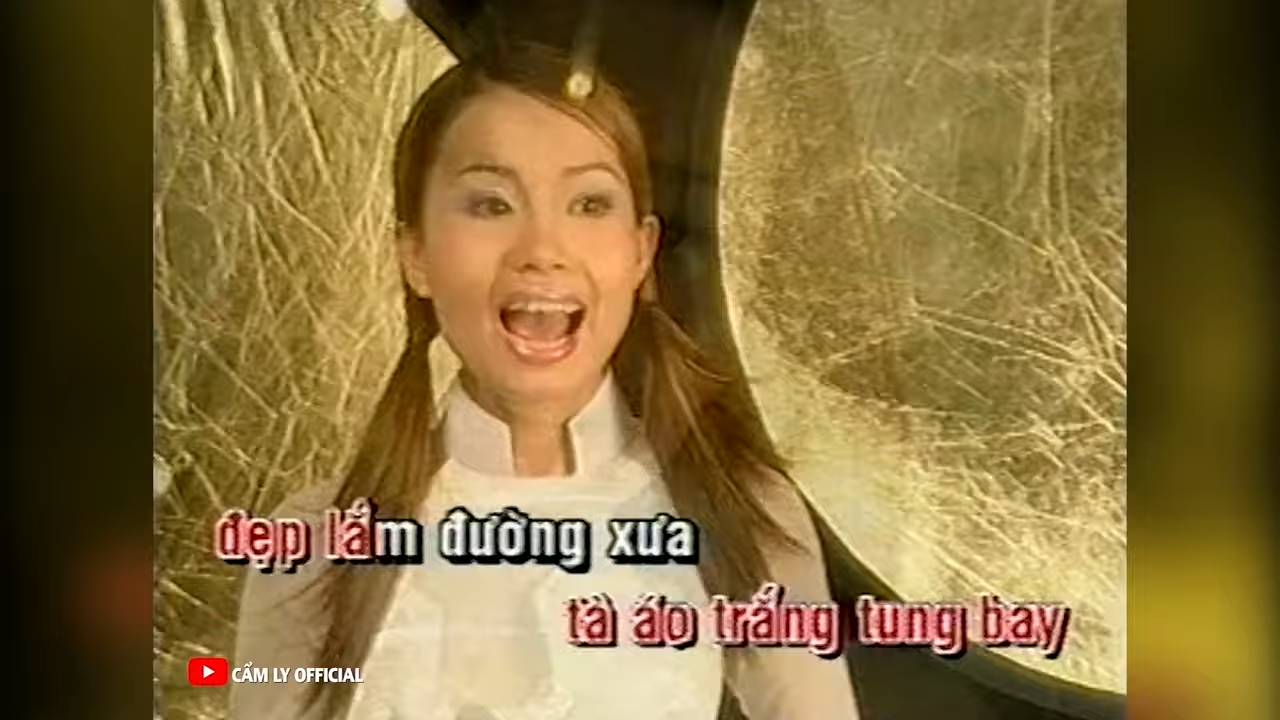 đẹp lắm đường xưa
tà áo trắng tung bay
CẨM LY OFFICIAL